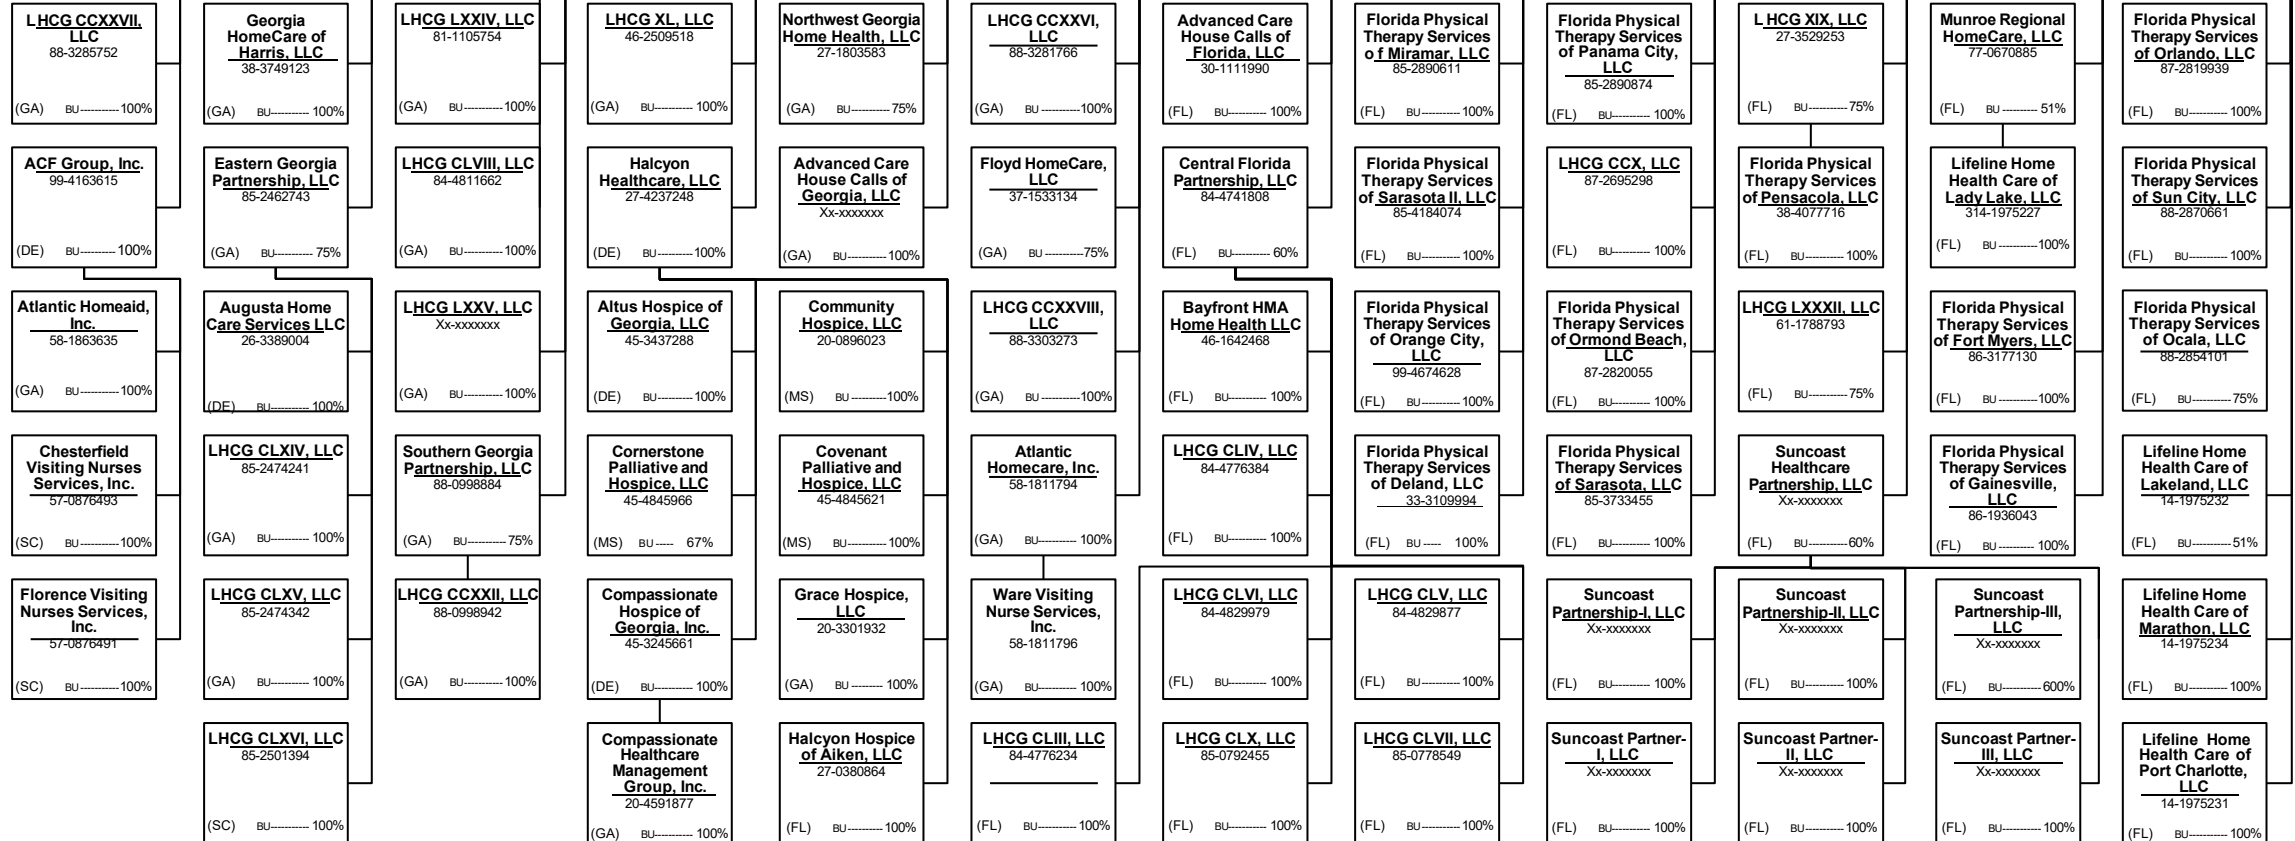 LHCG CCXXVII,
LLC
88-3285752
(GA) BU-----------100%
Georgia
HomeCare of
Harris, LLC
38-3749123
(GA) BU----------- 100%
LHCG LXXIV, LLC
81-1105754
(GA) BU-----------100%
LHCG XL, LLC
46-2509518
(GA) BU----------- 100%
Northwest Georgia
Home Health, LLC
27-1803583
(GA) BU---------- 75%
LHCG CCXXVI,
LLC
88-3281766
(GA) BU-----------100%
Advanced Care
House Calls of
Florida, LLC
30-1111990
(FL) BU----------- 100%
Florida Physical
Therapy Services
of Miramar, LLC
85-2890611
(FL) BU-----------100%
Florida Physical
Therapy Services
of Panama City,
LLC
85-2890874
(FL) BU----------- 100%
LHCG XIX, LLC
27-3529253
(FL) BU-----------75%
Munroe Regional
HomeCare, LLC
77-0670885
(FL) BU ---------- 51%
Florida Physical
Therapy Services
of Orlando, LLC
87-2819939
(FL) BU----------- 100%
ACF Group, Inc.
99-4163615
(DE) BU---------- 100%
Eastern Georgia
Partnership, LLC
85-2462743
(GA) BU----------- 75%
LHCG CLVIII, LLC
84-4811662
(GA) BU-----------100%
Halcyon
Healthcare, LLC
27-4237248
(DE) BU---------- 100%
Advanced Care
House Calls of
Georgia, LLC
Xx-xxxxxxx
(GA) BU-----------100%
Floyd HomeCare,
LLC
37-1533134
(GA) BU-----------75%
Central Florida
Partnership, LLC
84-4741808
(FL) BU---------- 60%
Florida Physical
Therapy Services
of Sarasota II, LLC
85-4184074
(FL) BU-----------100%
LHCG CCX, LLC
87-2695298
(FL) BU----------- 100%
Florida Physical
Therapy Services
of Pensacola, LLC
38-4077716
(FL) BU-----------100%
Lifeline Home
Health Care of
Lady Lake, LLC
314-1975227
(FL) BU -----------100%
Florida Physical
Therapy Services
of Sun City, LLC
88-2870661
(FL) BU----------- 100%
Atlantic Homeaid,
Inc.
58-1863635
(GA) BU-----------100%
Augusta Home
Care Services LLC
26-3389004
(DE) BU----------- 100%
LHCG LXXV, LLC
Xx-xxxxxxx
(GA) BU-----------100%
Altus Hospice of
Georgia, LLC
45-3437288
(DE) BU---------- 100%
Community
Hospice, LLC
20-0896023
(MS) BU-----------100%
LHCG CCXXVIII,
LLC
88-3303273
(GA) BU-----------100%
Bayfront HMA
Home Health LLC
46-1642468
(FL) BU----------- 100%
Florida Physical
Therapy Services
of Orange City,
LLC
99-4674628
(FL) BU-----------100%
Florida Physical
Therapy Services
of Ormond Beach,
LLC
87-2820055
(FL) BU----------- 100%
LHCG LXXXII, LLC
61-1788793
(FL) BU-----------75%
Florida Physical
Therapy Services
of Fort Myers, LLC
86-3177130
(FL) BU-----------100%
Florida Physical
Therapy Services
of Ocala, LLC
88-2854101
(FL) BU-----------75%
Chesterfield
Visiting Nurses
Services, Inc.
57-0876493
(SC) BU-----------100%
LHCG CLXIV, LLC
85-2474241
(GA) BU----------- 100%
Southern Georgia
Partnership, LLC
88-0998884
(GA) BU-----------75%
Cornerstone
Palliative and
Hospice, LLC
45-4845966
(MS) BU ----- 67%
Covenant
Palliative and
Hospice, LLC
45-4845621
(MS) BU-----------100%
Atlantic
Homecare, Inc.
58-1811794
(GA) BU---------- 100%
LHCG CLIV, LLC
84-4776384
(FL) BU----------- 100%
Florida Physical
Therapy Services
of Deland, LLC
33-3109994
(FL) BU ----- 100%
Florida Physical
Therapy Services
of Sarasota, LLC
85-3733455
(FL) BU----------- 100%
Suncoast
Healthcare
Partnership, LLC
Xx-xxxxxxx
(FL) BU-----------60%
Florida Physical
Therapy Services
of Gainesville,
LLC
86-1936043
(FL) BU ---------- 100%
Lifeline Home
Health Care of
Lakeland, LLC
14-1975232
(FL) BU-----------51%
Florence Visiting
Nurses Services,
Inc.
57-0876491
(SC) BU-----------100%
LHCG CLXV, LLC
85-2474342
(GA) BU----------- 100%
LHCG CCXXII, LLC
88-0998942
(GA) BU-----------100%
Compassionate
Hospice of
Georgia, Inc.
45-3245661
(DE) BU---------- 100%
Grace Hospice,
LLC
20-3301932
(GA) BU --------- 100%
Ware Visiting
Nurse Services,
Inc.
58-1811796
(GA) BU---------- 100%
LHCG CLVI, LLC
84-4829979
(FL) BU----------- 100%
LHCG CLV, LLC
84-4829877
(FL) BU---------- 100%
Suncoast
Partnership-I, LLC
Xx-xxxxxxx
(FL) BU----------- 100%
Suncoast
Partnership-II, LLC
Xx-xxxxxxx
(FL) BU---------- 100%
Suncoast
Partnership-III,
LLC
Xx-xxxxxxx
(FL) BU-----------600%
Lifeline Home
Health Care of
Marathon, LLC
14-1975234
(FL) BU----------- 100%
LHCG CLXVI, LLC
85-2501394
(SC) BU----------- 100%
Compassionate
Healthcare
Management
Group, Inc.
20-4591877
(GA) BU---------- 100%
Halcyon Hospice
of Aiken, LLC
27-0380864
(FL) BU----------100%
LHCG CLIII, LLC
84-4776234
(FL) BU---------- 100%
LHCG CLX, LLC
85-0792455
(FL) BU----------- 100%
LHCG CLVII, LLC
85-0778549
(FL) BU---------- 100%
Suncoast Partner-
I, LLC
Xx-xxxxxxx
(FL) BU----------- 100%
Suncoast Partner-
II, LLC
Xx-xxxxxxx
(FL) BU---------- 100%
Suncoast Partner-
III, LLC
Xx-xxxxxxx
(FL) BU---------- 100%
Lifeline Home
Health Care of
Port Charlotte,
LLC
14-1975231
(FL) BU----------- 100%